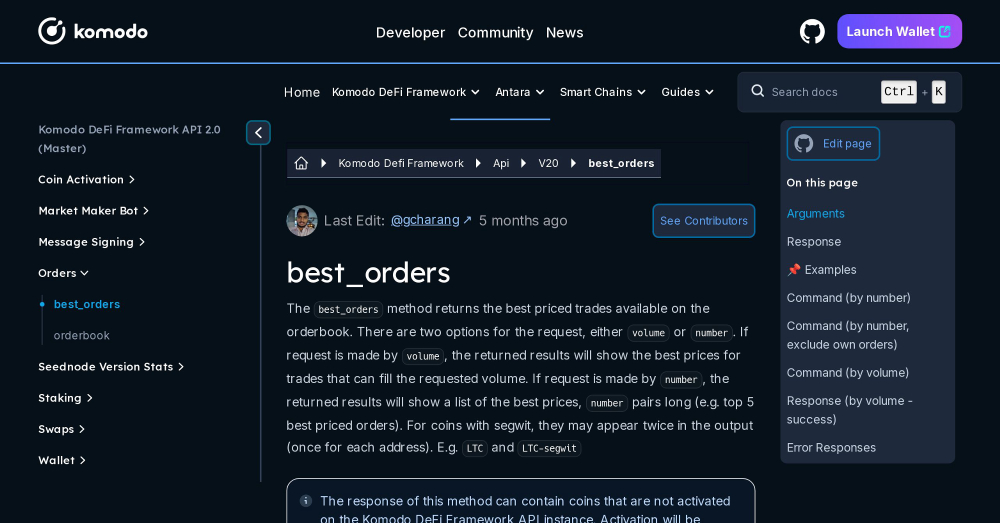 komodo
Developer Community News
Launch Wallet
Home Komodo DeFi Framework Antara Smart Chains Guides
Search docs Ctrl + K
Komodo DeFi Framework API 2.0
(Master)
Coin Activation
Market Maker Bot
Message Signing
Orders
best_orders
orderbook
Seednode Version Stats
Staking
Swaps
Wallet
Komodo Defi Framework Api V20 best_orders
Last Edit: @gcharang ↗ 5 months ago
See Contributors
best_orders
The best_orders method returns the best priced trades available on the
orderbook. There are two options for the request, either volume or number. If
request is made by volume, the returned results will show the best prices for
trades that can fill the requested volume. If request is made by number, the
returned results will show a list of the best prices, number pairs long (e.g. top 5
best priced orders). For coins with segwit, they may appear twice in the output
(once for each address). E.g. LTC and LTC-segwit
The response of this method can contain coins that are not activated
on the Komodo DeFi Framework API instance. Activation will be
Edit page
On this page
Arguments
Response
📌 Examples
Command (by number)
Command (by number,
exclude own orders)
Command (by volume)
Response (by volume -
success)
Error Responses